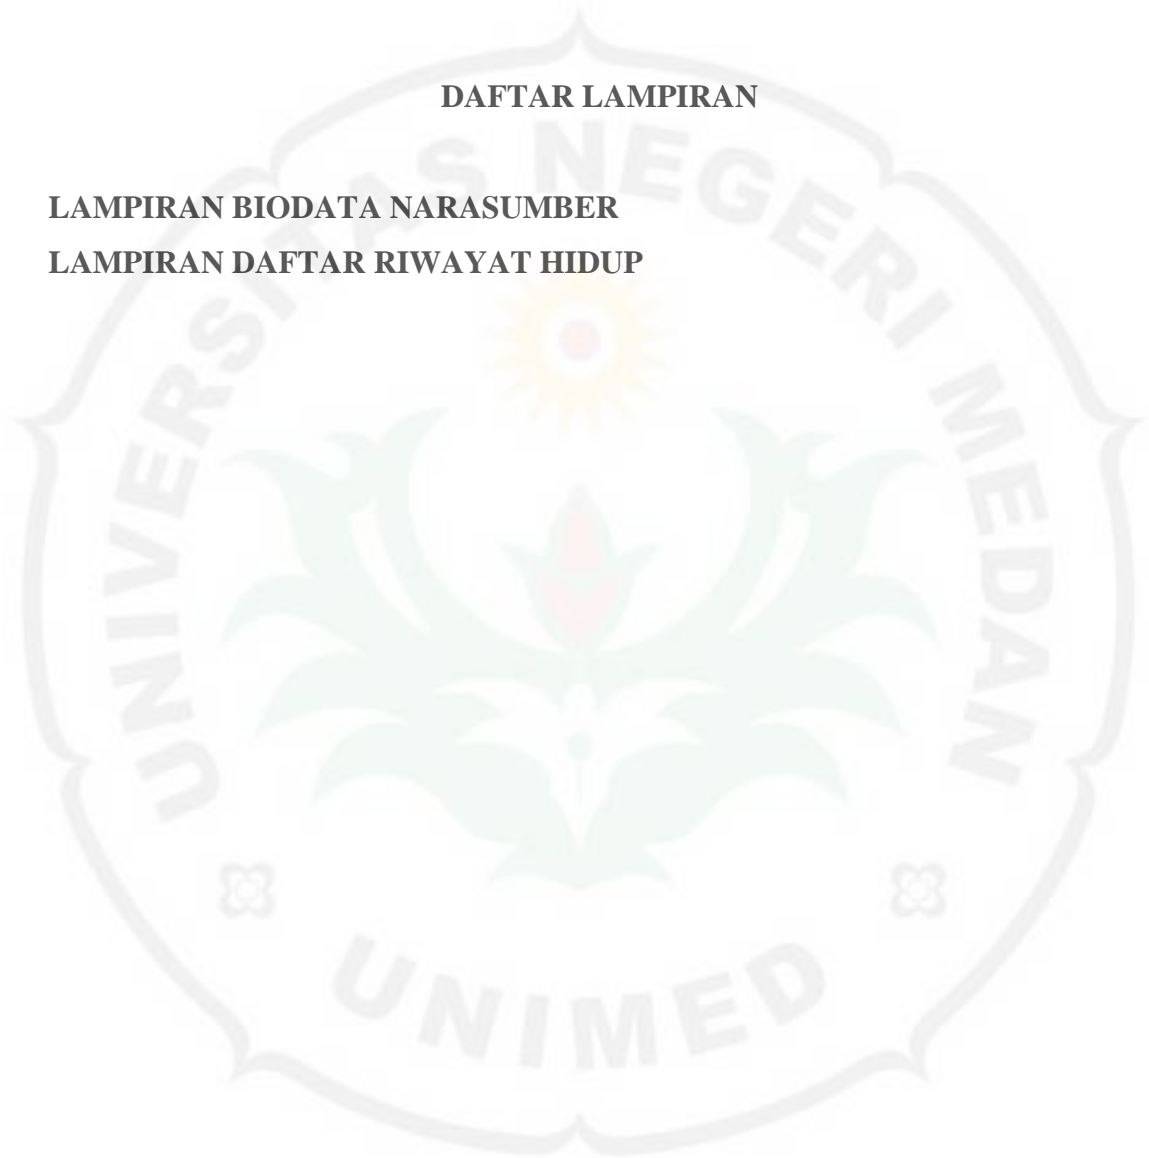 DAFTAR LAMPIRAN
LAMPIRAN BIODATA NARASUMBER
LAMPIRAN DAFTAR RIWAYAT HIDUP
UNIVERSITAS NEGERI MEDAN
UNIMED